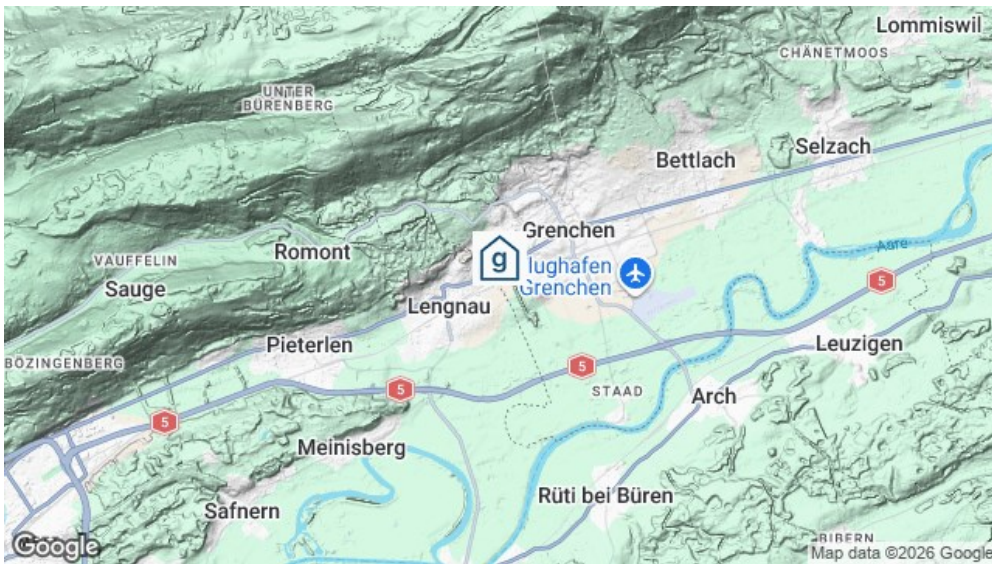 Lommiswil
CHÄNETMOOS
UNTER
BÜRENBERG
Bettlach
Selzach
Grenchen
Romont
Aare
VAUFFELIN
g
lughafen
Grenchen
5
Sauge
Lengnau
Pieterlen
Leuzigen
BÖZINGENBERG
5
5
STAAD
Arch
5
Meinisberg
Rüti bei Büren
Safnern
BIBERN
Google
Map data ©2026 Google